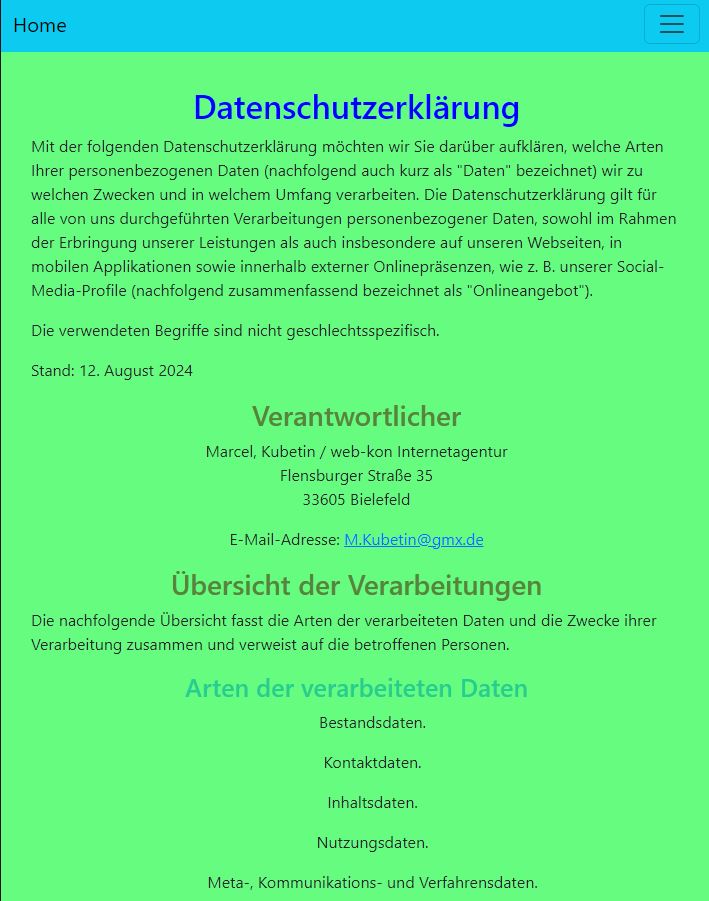 Home
Datenschutzerklärung
Mit der folgenden Datenschutzerklärung möchten wir Sie darüber aufklären, welche Arten
Ihrer personenbezogenen Daten (nachfolgend auch kurz als "Daten" bezeichnet) wir zu
welchen Zwecken und in welchem Umfang verarbeiten. Die Datenschutzerklärung gilt für
alle von uns durchgeführten Verarbeitungen personenbezogener Daten, sowohl im Rahmen
der Erbringung unserer Leistungen als auch insbesondere auf unseren Webseiten, in
mobilen Applikationen sowie innerhalb externer Onlinepräsenzen, wie z. B. unserer Social-
Media-Profile (nachfolgend zusammenfassend bezeichnet als "Onlineangebot").
Die verwendeten Begriffe sind nicht geschlechtsspezifisch.
Stand: 12. August 2024
Verantwortlicher
Marcel, Kubetin / web-kon Internetagentur
Flensburger Straße 35
33605 Bielefeld
E-Mail-Adresse: M.Kubetin@gmx.de
Übersicht der Verarbeitungen
Die nachfolgende Übersicht fasst die Arten der verarbeiteten Daten und die Zwecke ihrer
Verarbeitung zusammen und verweist auf die betroffenen Personen.
Arten der verarbeiteten Daten
Bestandsdaten.
Kontaktdaten.
Inhaltsdaten.
Nutzungsdaten.
Meta-, Kommunikations- und Verfahrensdaten.